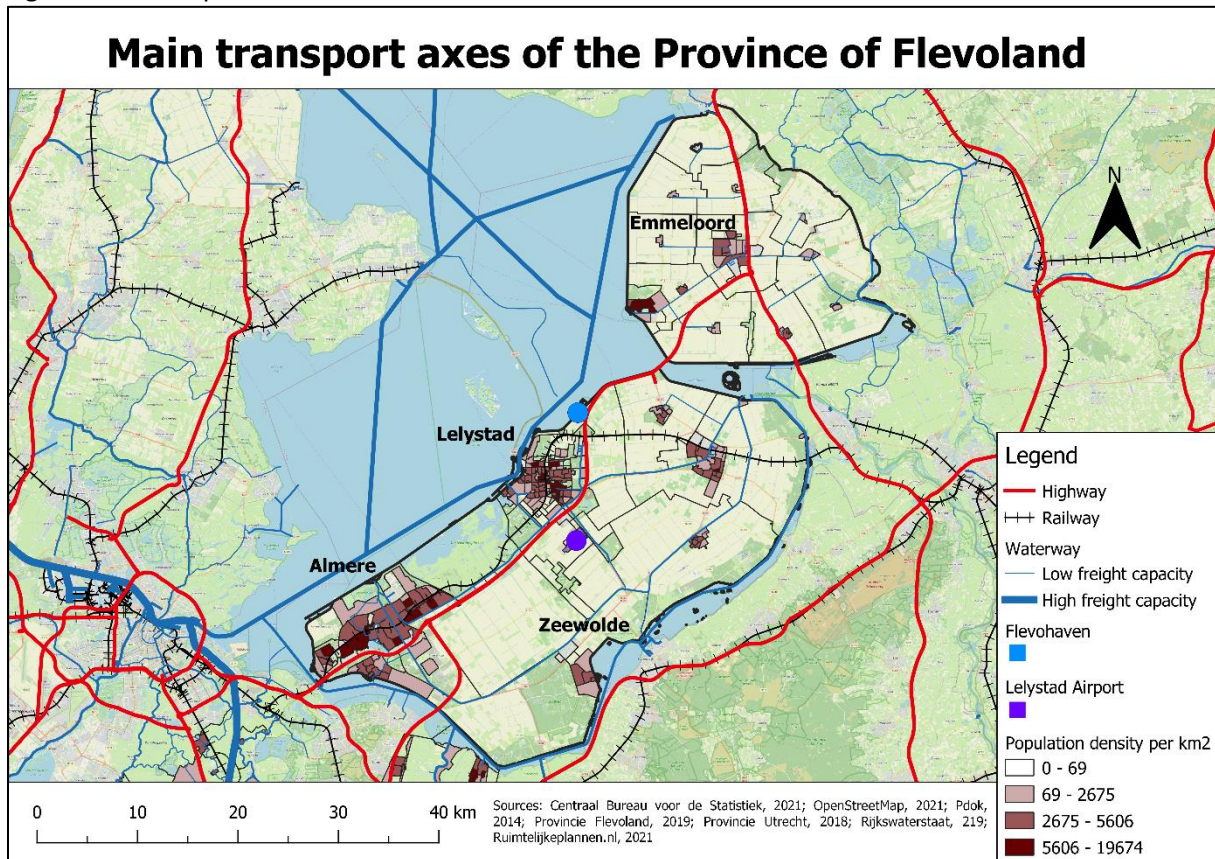 Main transport axes of the Province of Flevoland
Emmeloord
N
Lelystad
Almere
Zeewolde
Legend
Highway
Railway
Waterway
Low freight capacity
High freight capacity
Flevohaven
Lelystad Airport
Population density per km2
0 - 69
69 - 2675
2675 - 5606
5606 - 19674
0 10 20 30 40 km
Sources: Centraal Bureau voor de Statistiek, 2021; OpenStreetMap, 2021; Pdok,
2014; Provincie Flevoland, 2019; Provincie Utrecht, 2018; Rijkswaterstaat, 219;
Ruimtelijkeplannen.nl, 2021